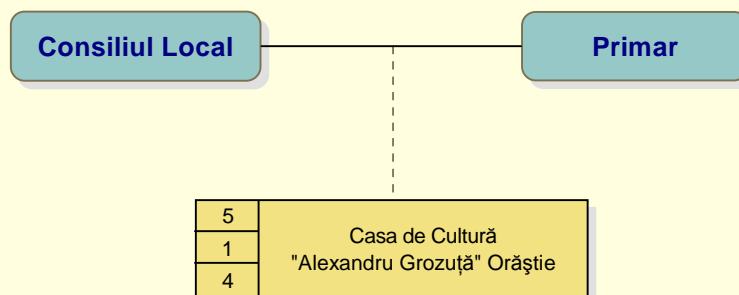 Consiliul Local
Primar
5
1
4
Casa de Cultură
"Alexandru Grozuță" Orăştie